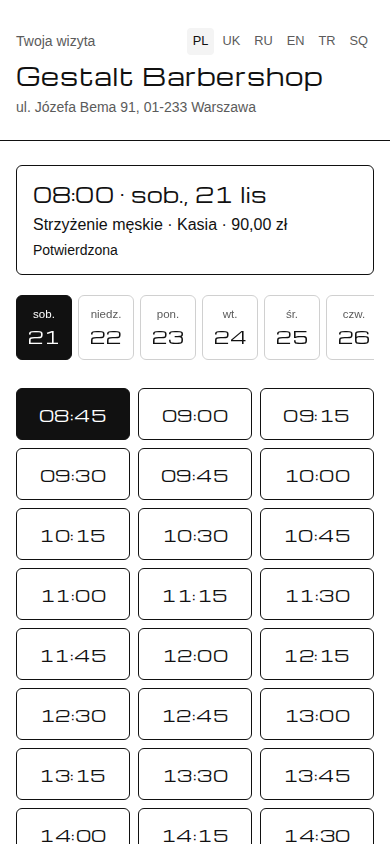 Twoja wizyta
PL UK RU EN TR SQ
Gestalt Barbershop
ul. Józefa Bema 91, 01-233 Warszawa
08:00 · sob., 21 lis
Strzyżenie męskie · Kasia · 90,00 zł
Potwierdzona
sob. niedz. pon. wt. śr. czw.
21 22 23 24 25 26
08:45 09:00 09:15
09:30 09:45 10:00
10:15 10:30 10:45
11:00 11:15 11:30
11:45 12:00 12:15
12:30 12:45 13:00
13:15 13:30 13:45
14:00 14:15 14:30